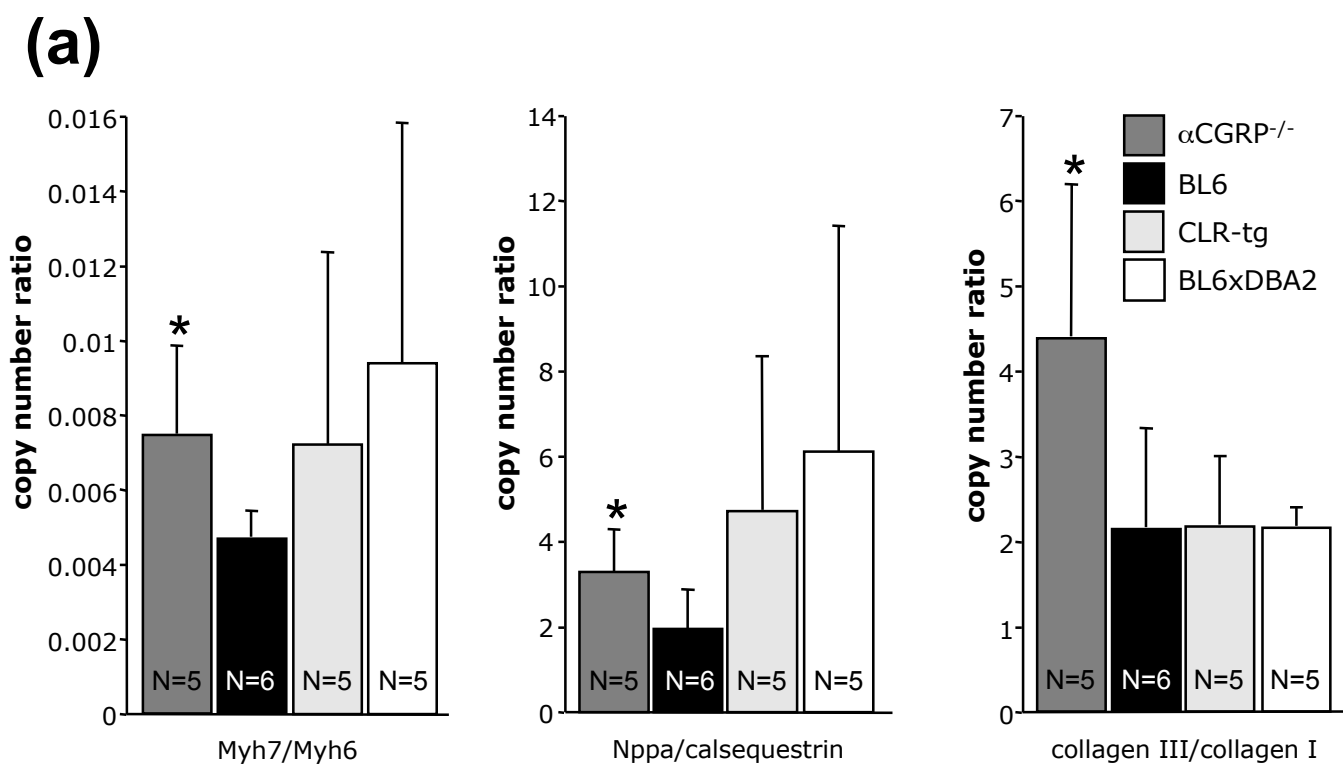 (a)
copy number ratio
0.016
0.014
0.012
0.01
0.008
0.006
0.004
0.002
0
*
N=5
N=6
N=5
N=5
Myh7/Myh6
copy number ratio
14
12
10
8
6
4
2
0
*
N=5
N=6
N=5
N=5
Nppa/calsequestrin
copy number ratio
7
6
5
4
3
2
1
0
*
N=5
N=6
N=5
N=5
collagen III/collagen I
αCGRP-/-
BL6
CLR-tg
BL6xDBA2